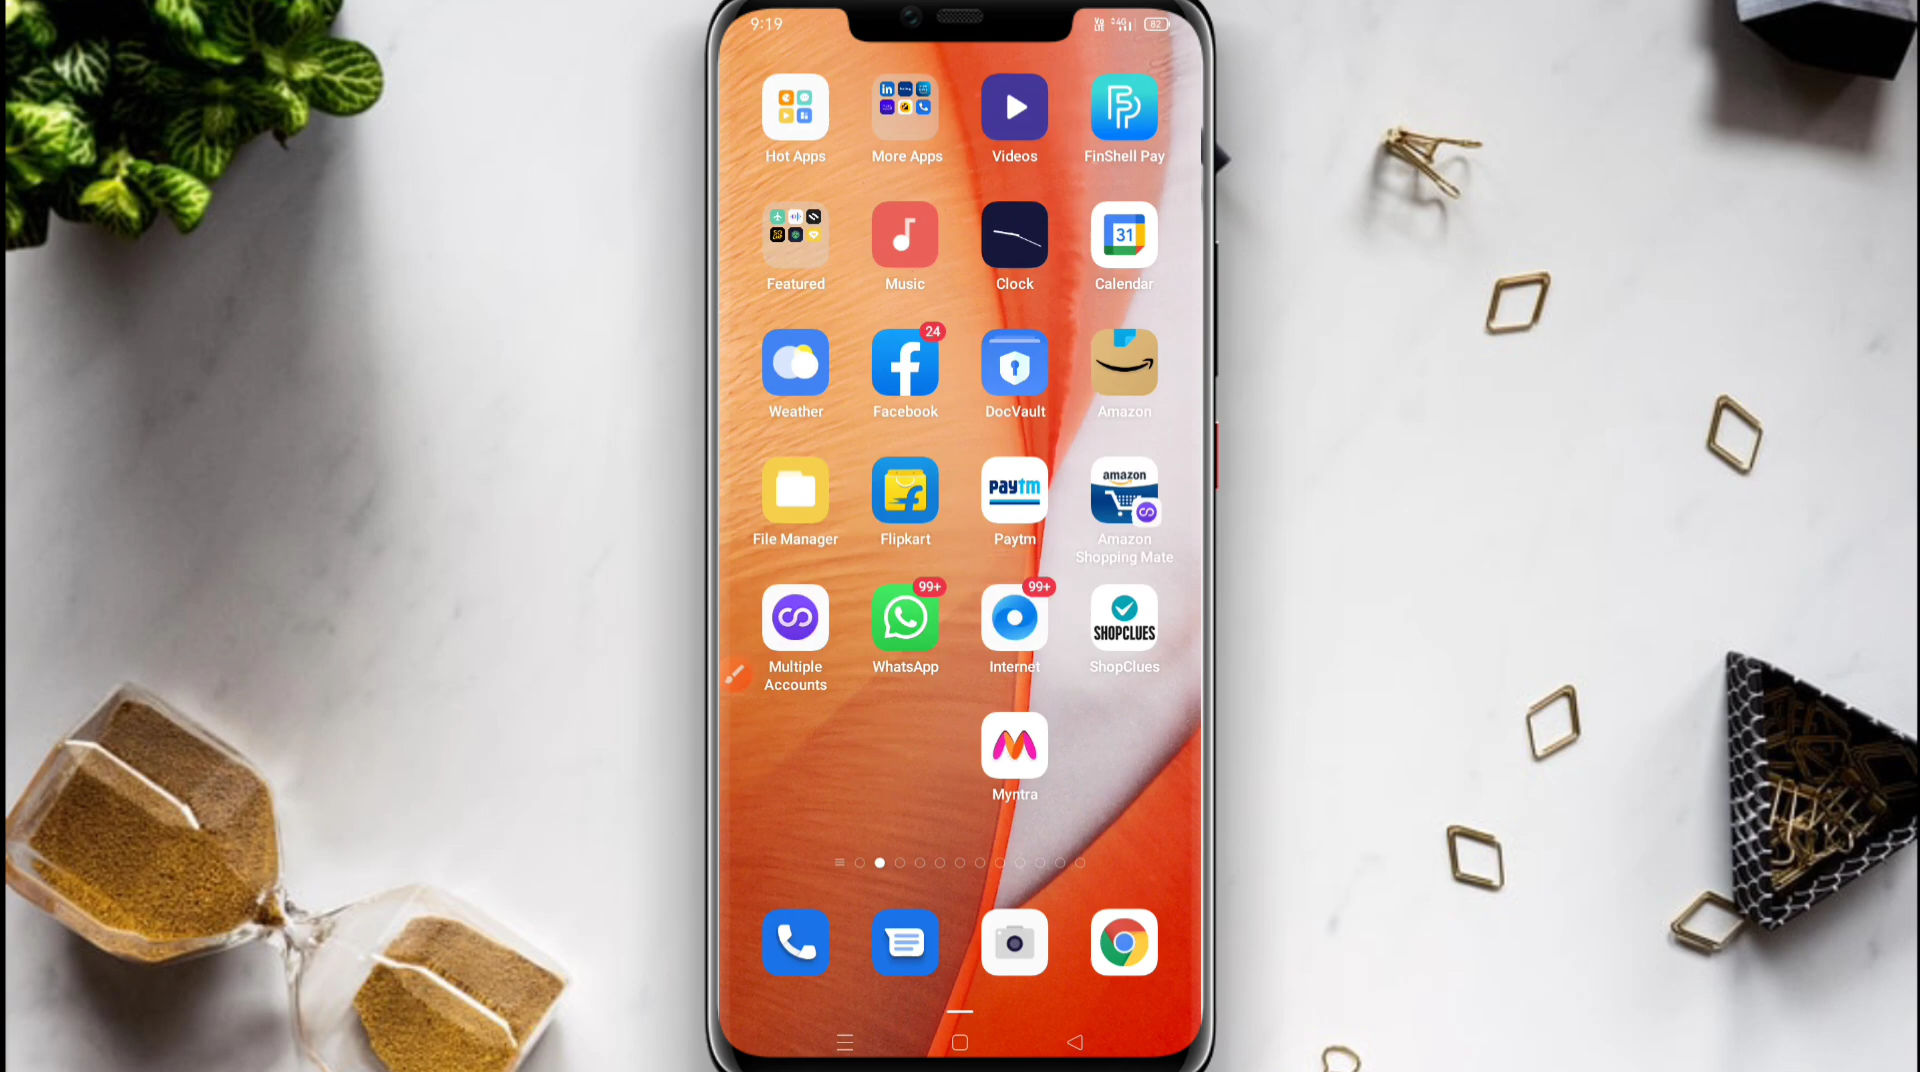 9:19
82
Hot Apps
More Apps
Videos
FinShell Pay
Featured
Music
Clock
31
Calendar
24
Weather
Facebook
DocVault
Amazon
paytm
amazon
File Manager
Flipkart
Paytm
Amazon
Shopping Mate
99+
99+
SHOPCLUES
Multiple
Accounts
WhatsApp
Internet
ShopClues
Myntra